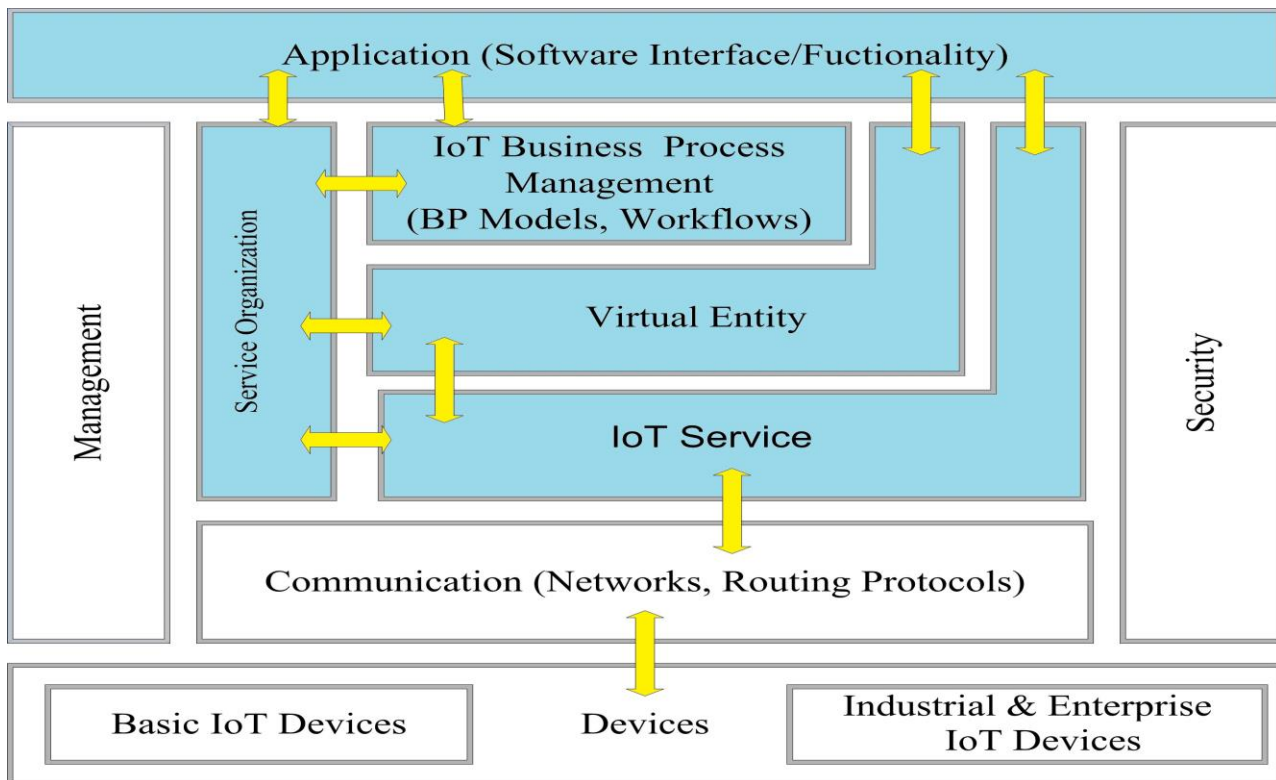 Application (Software Interface/Fuctionality)
Management
Service Organization
IoT Business Process
Management
(BP Models, Workflows)
Virtual Entity
IoT Service
Security
Communication (Networks, Routing Protocols)
Basic IoT Devices
Devices
Industrial & Enterprise
IoT Devices